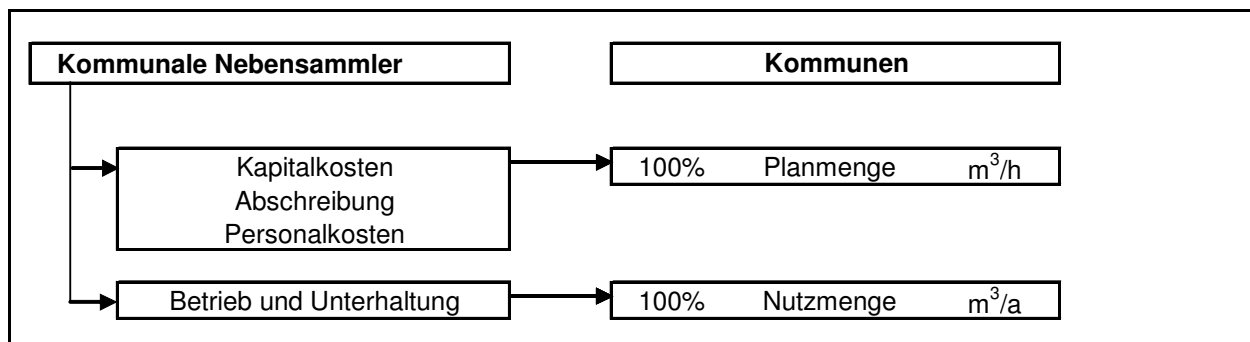 Kommunale Nebensammler
Kommunen
Kapitalkosten
Abschreibung
Personalkosten
100% Planmenge m³/h
Betrieb und Unterhaltung
100% Nutzmenge m³/a